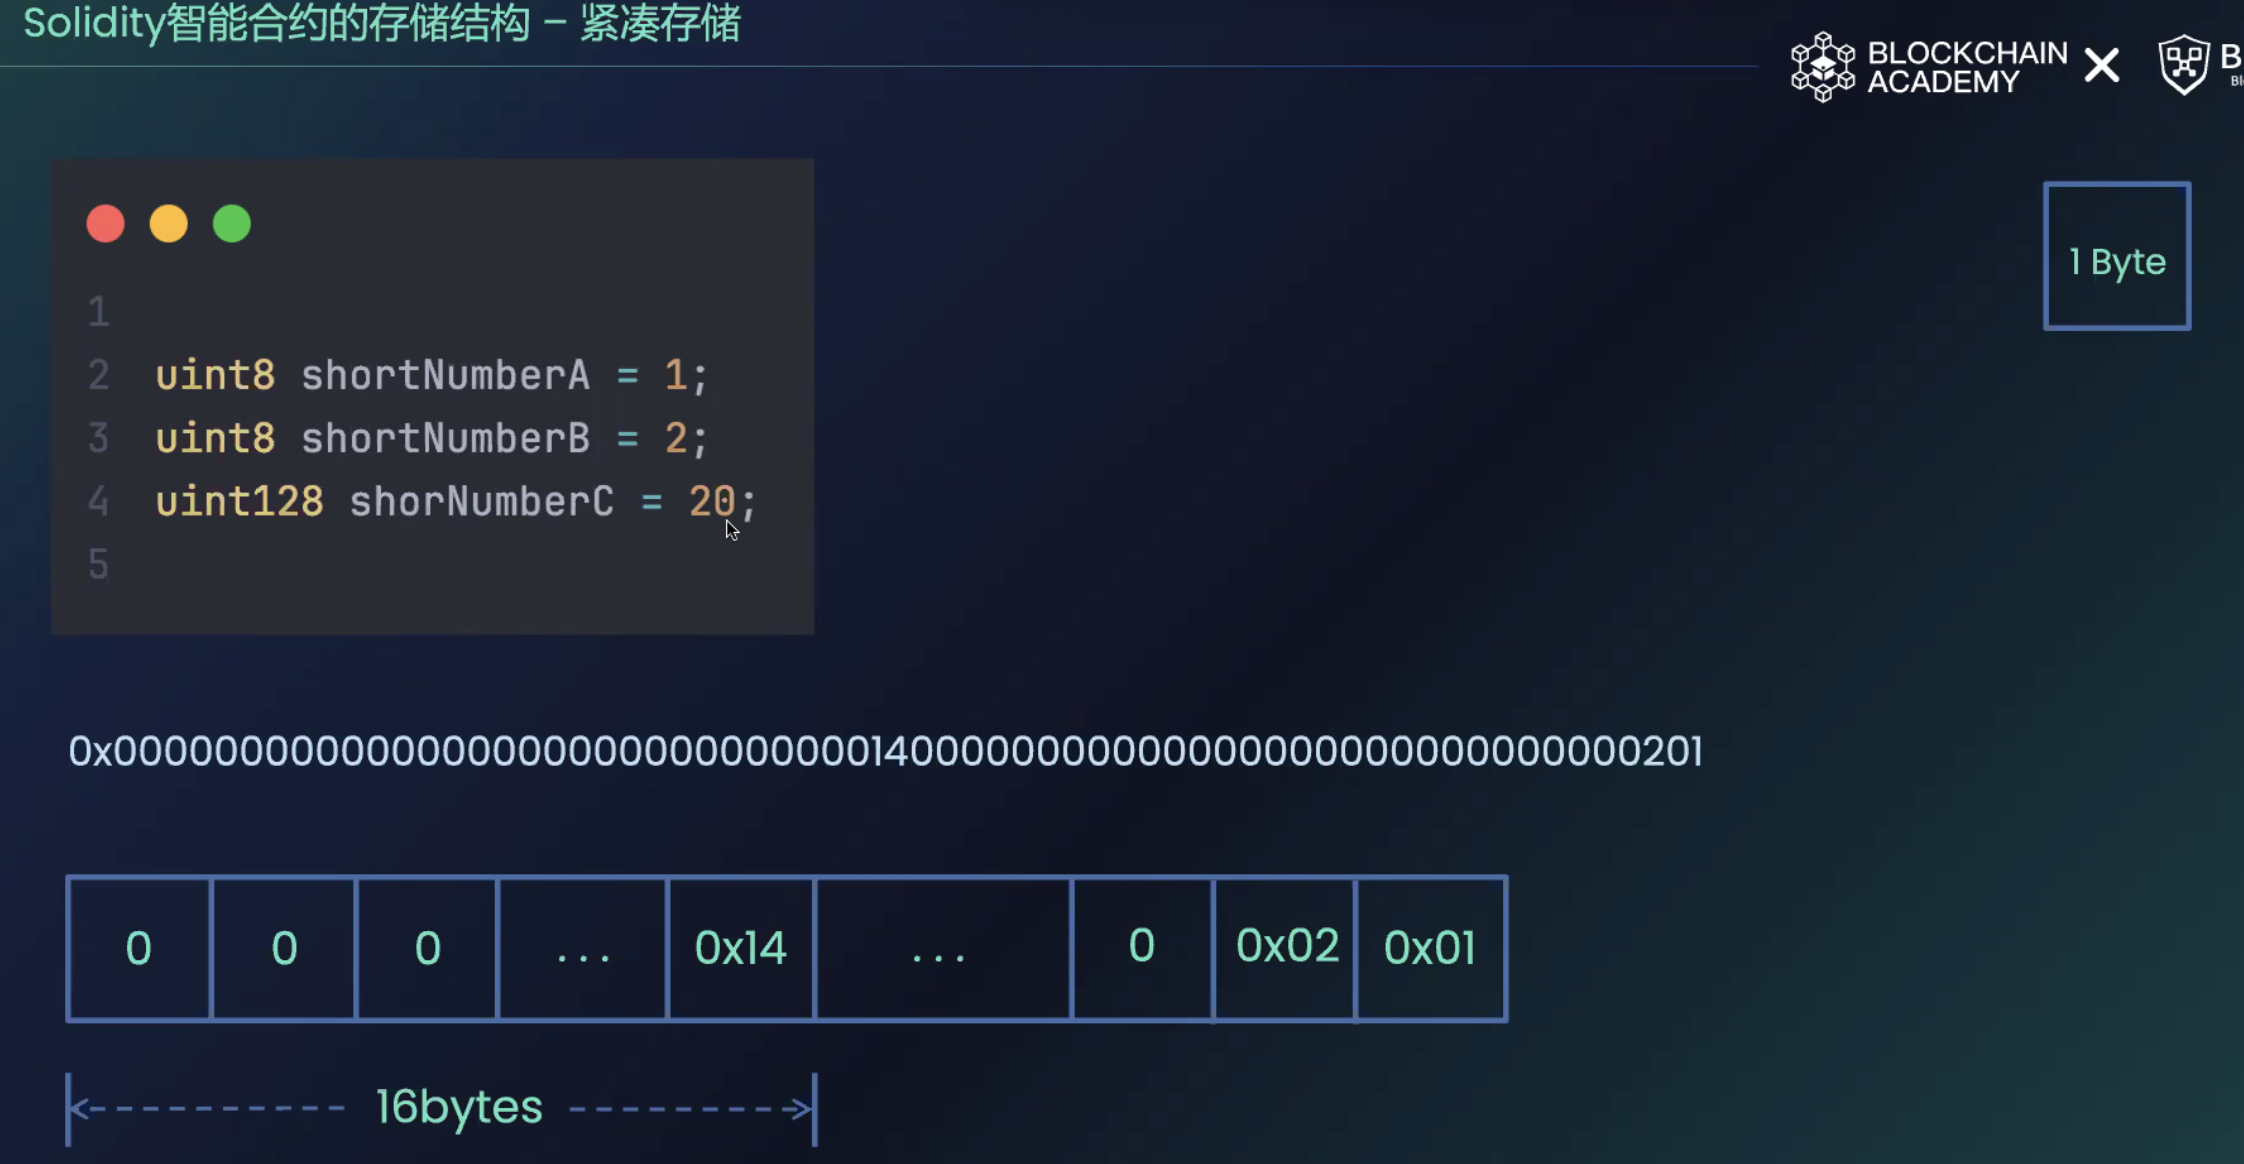 Solidity智能合约的存储结构 – 紧凑存储
BLOCKCHAIN
ACADEMY
1 Byte
1
2 uint8 shortNumberA = 1;
3 uint8 shortNumberB = 2;
4 uint128 shorNumberC = 20;
5
0x0000000000000000000000000000001400000000000000000000000000000201
0 0 0 ... 0x14 ... 0 0x02 0x01
16bytes